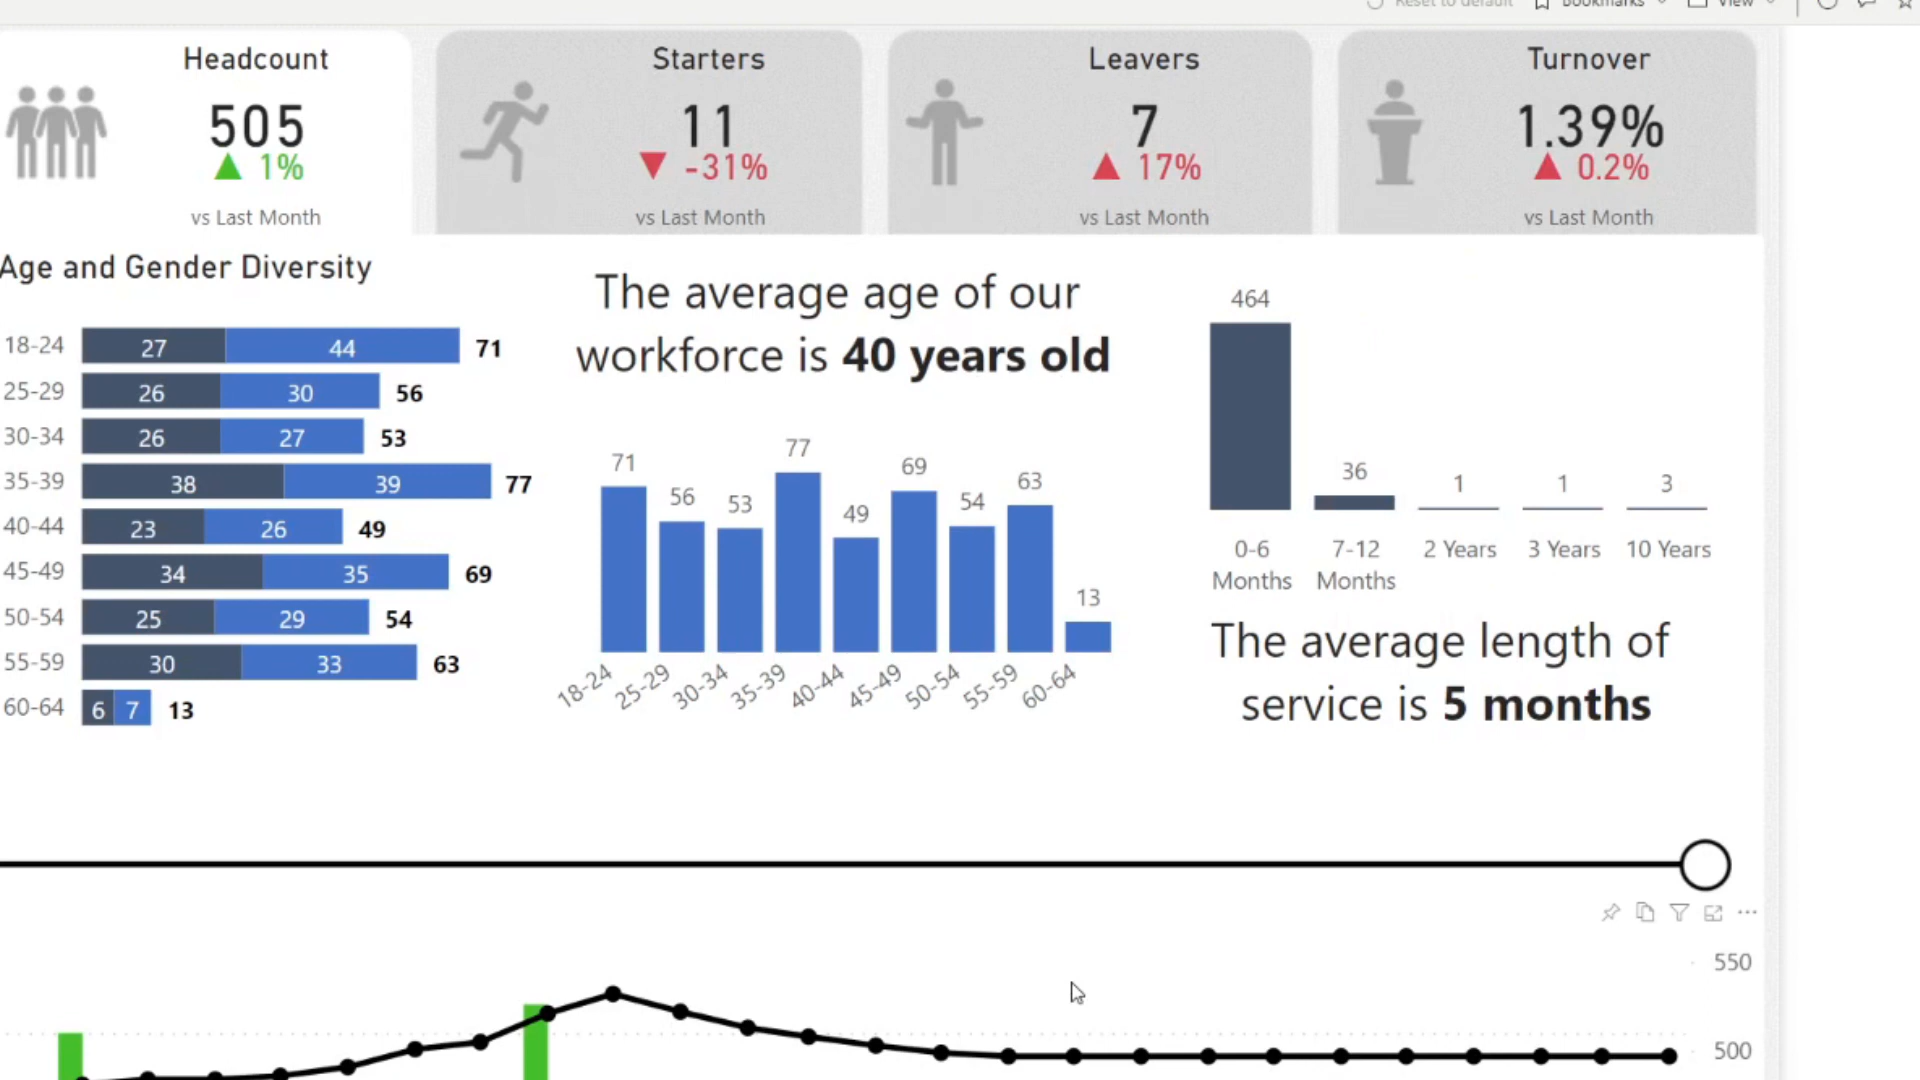 Reset to default Bookmarks View
Headcount
505
1%
vs Last Month
Starters
11
-31%
vs Last Month
Leavers
7
17%
vs Last Month
Turnover
1.39%
0.2%
vs Last Month
Age and Gender Diversity
18-24 27 44 71
25-29 26 30 56
30-34 26 27 53
35-39 38 39 77
40-44 23 26 49
45-49 34 35 69
50-54 25 29 54
55-59 30 33 63
60-64 6 7 13
The average age of our
workforce is 40 years old
71 56 53 77 49 69 54 63 13
18-24 25-29 30-34 35-39 40-44 45-49 50-54 55-59 60-64
464 36 1 1 3
0-6 7-12 2 Years 3 Years 10 Years
Months Months
The average length of
service is 5 months
550
500